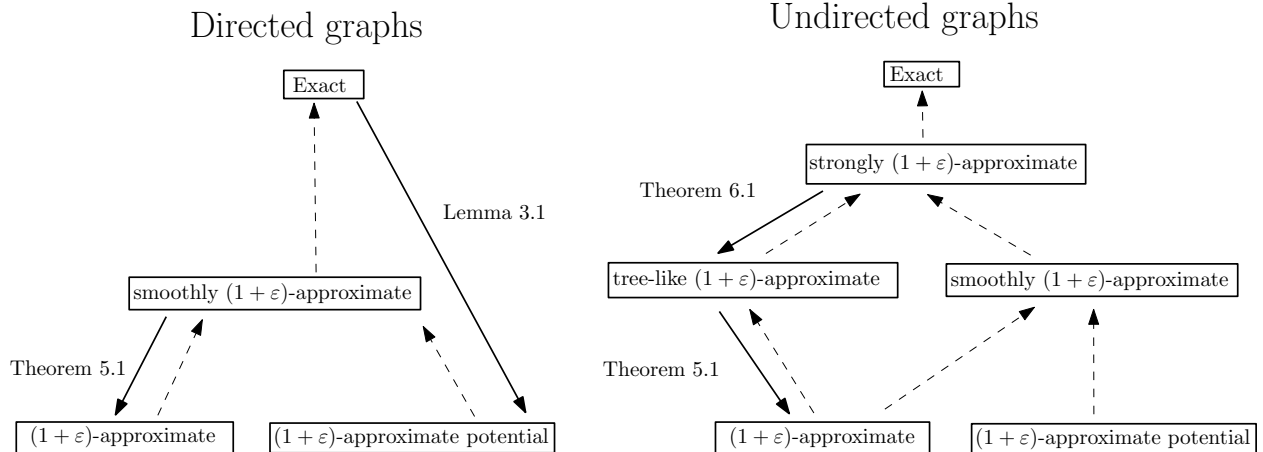 Directed graphs
Exact
Lemma 3.1
smoothly (1 + ε)-approximate
Theorem 5.1
(1 + ε)-approximate
(1 + ε)-approximate potential
Undirected graphs
Exact
strongly (1 + ε)-approximate
Theorem 6.1
tree-like (1 + ε)-approximate
smoothly (1 + ε)-approximate
Theorem 5.1
(1 + ε)-approximate
(1 + ε)-approximate potential